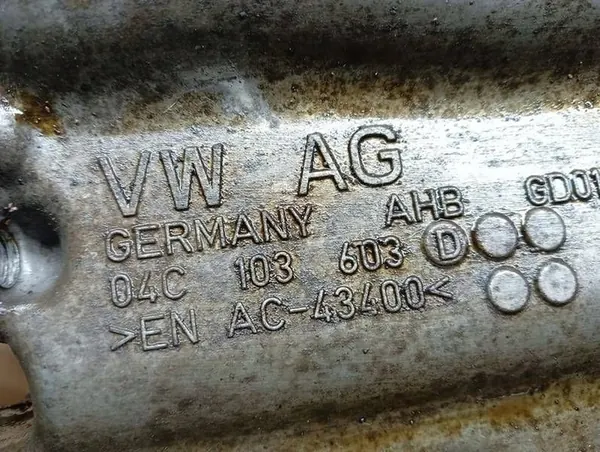 VW AG
GERMANY AHB GD01
04C 103 603 D
>EN AC-43400<